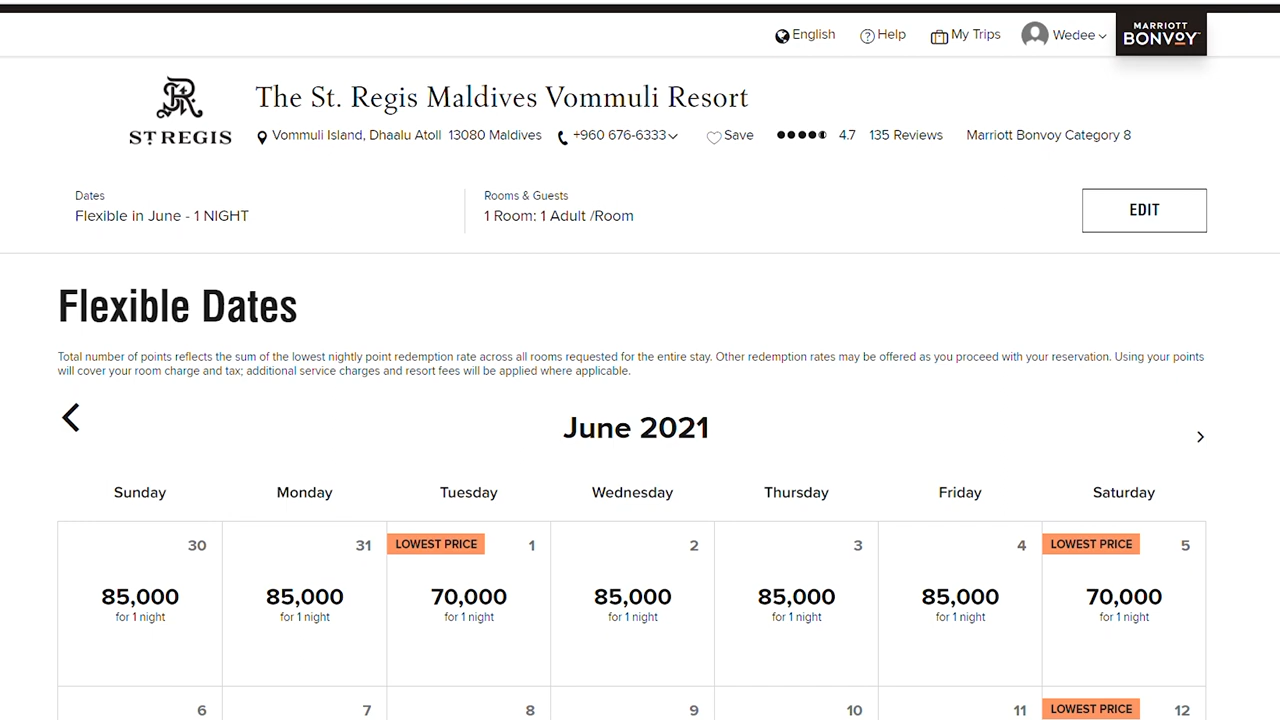 English Help My Trips Wedee MARRIOTT BONVOY
The St. Regis Maldives Vommuli Resort
ST REGIS
Vommuli Island, Dhaalu Atoll 13080 Maldives +960 676-6333 Save 4.7 135 Reviews Marriott Bonvoy Category 8
Dates
Flexible in June - 1 NIGHT
Rooms & Guests
1 Room: 1 Adult /Room
EDIT
Flexible Dates
Total number of points reflects the sum of the lowest nightly point redemption rate across all rooms requested for the entire stay. Other redemption rates may be offered as you proceed with your reservation. Using your points
will cover your room charge and tax; additional service charges and resort fees will be applied where applicable.
June 2021
Sunday Monday Tuesday Wednesday Thursday Friday Saturday
30 31 LOWEST PRICE 1 2 3 4 LOWEST PRICE 5
85,000 85,000 70,000 85,000 85,000 85,000 70,000
for 1 night for 1 night for 1 night for 1 night for 1 night for 1 night for 1 night
6 7 8 9 10 11 LOWEST PRICE 12